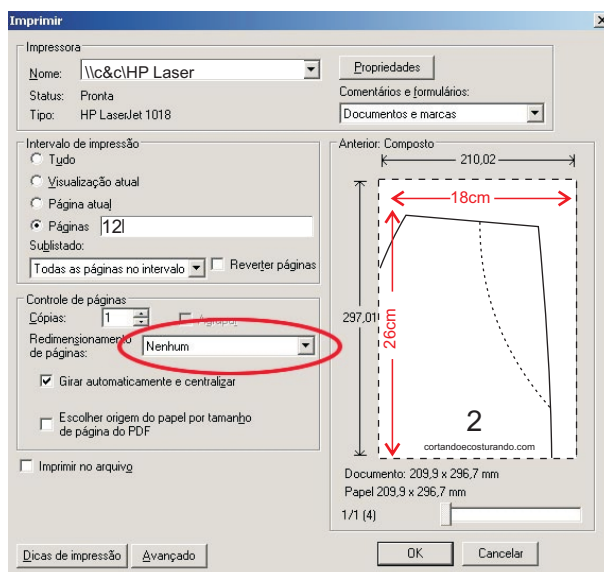 Imprimir
Impressora
Nome: \\c&c\HP Laser
Propriedades
Status: Pronta
Comentários e formulários:
Tipo: HP LaserJet 1018
Documentos e marcas
Intervalo de impressão
Tudo
Visualização atual
Página atual
Páginas 12
Sublistado:
Todas as páginas no intervalo
Reverter páginas
Controle de páginas
Cópias: 1
Agrupar
Redimensionamento
de páginas:
Nenhum
Girar automaticamente e centralizar
Escolher origem do papel por tamanho
de página do PDF
Imprimir no arquivo
Anterior: Composto
210,02
18cm
297,01
26cm
2
cortandoecosturando.com
Documento: 209,9 x 296,7 mm
Papel 209,9 x 296,7 mm
1/1 (4)
Dicas de impressão
Avançado
OK
Cancelar